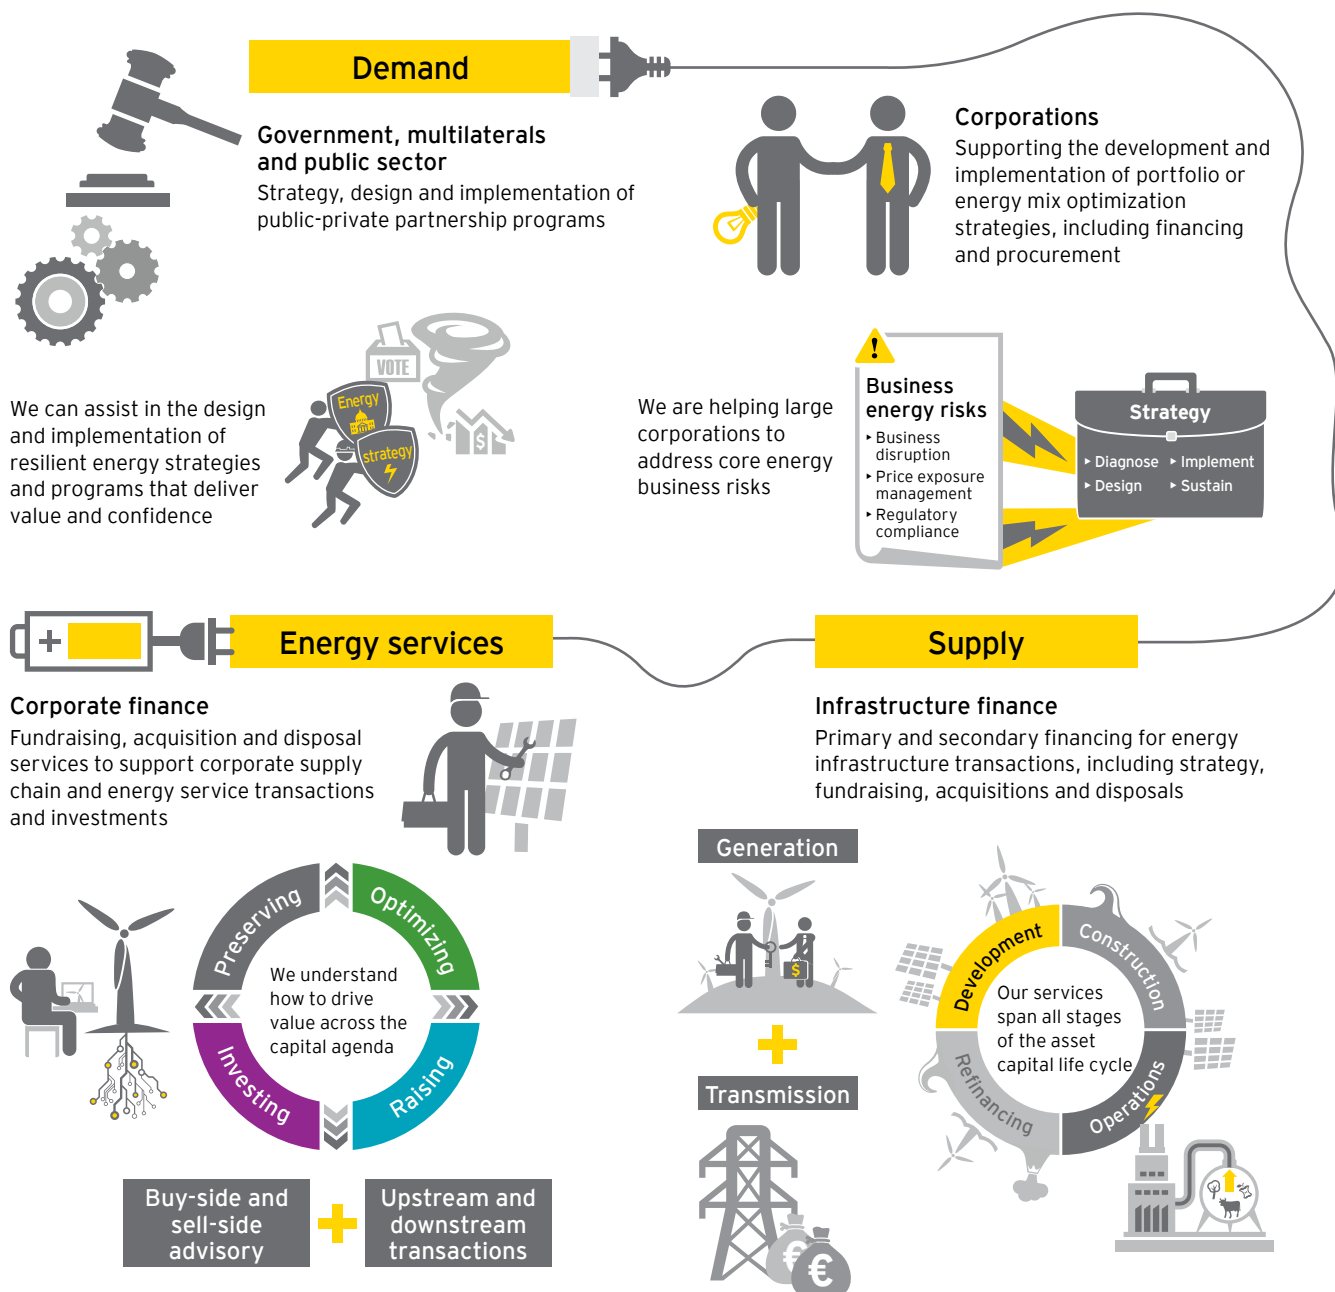 Demand
Government, multilaterals
and public sector
Strategy, design and implementation of
public-private partnership programs
Corporations
Supporting the development and
implementation of portfolio or
energy mix optimization
strategies, including financing
and procurement
We can assist in the design
and implementation of
resilient energy strategies
and programs that deliver
value and confidence
VOTE
Energy
strategy
$
We are helping large
corporations to
address core energy
business risks
!
Business
energy risks
▸ Business
disruption
▸ Price exposure
management
▸ Regulatory
compliance
Strategy
▸ Diagnose ▸ Implement
▸ Design ▸ Sustain
+
Energy services
Corporate finance
Fundraising, acquisition and disposal
services to support corporate supply
chain and energy service transactions
and investments
Preserving
Optimizing
Investing
Raising
We understand
how to drive
value across the
capital agenda
Buy-side and
sell-side
advisory
+
Upstream and
downstream
transactions
Supply
Infrastructure finance
Primary and secondary financing for energy
infrastructure transactions, including strategy,
fundraising, acquisitions and disposals
Generation
$
+
Transmission
€
€
Development
Construction
Refinancing
Operations
Our services
span all stages
of the asset
capital life cycle